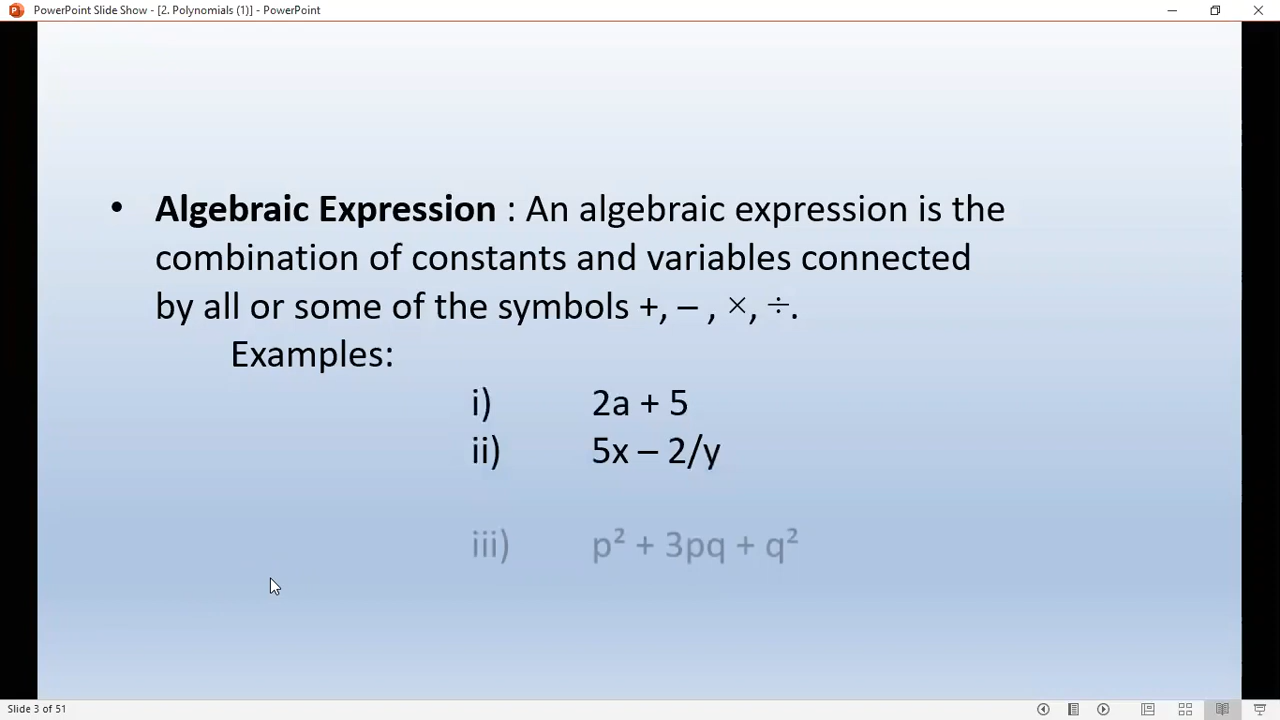 PowerPoint Slide Show - [2. Polynomials (1)] - PowerPoint
• Algebraic Expression : An algebraic expression is the
combination of constants and variables connected
by all or some of the symbols +, – , ×, ÷.
Examples:
i) 2a + 5
ii) 5x – 2/y
iii) p² + 3pq + q²
Slide 3 of 51